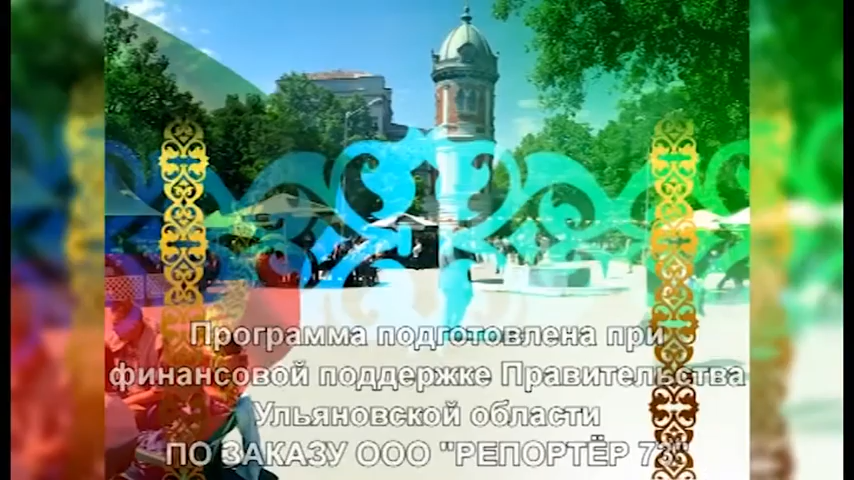 Программа подготовлена при
финансовой поддержке Правительства
Ульяновской области
ПО ЗАКАЗУ ООО "РЕПОРТЁР 73"